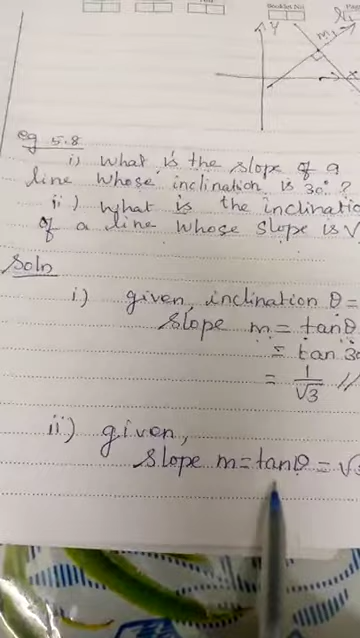 Booklet No.
Y
m₁
x
eg 5.8
i) what is the slope of a
line whose inclination is 30°?
ii) what is the inclinatio
of a line whose slope is √
Soln
i) given, inclination θ =
slope m = tanθ
= tan 30
= 1/√3 //
ii) given,
slope m = tanθ = √3